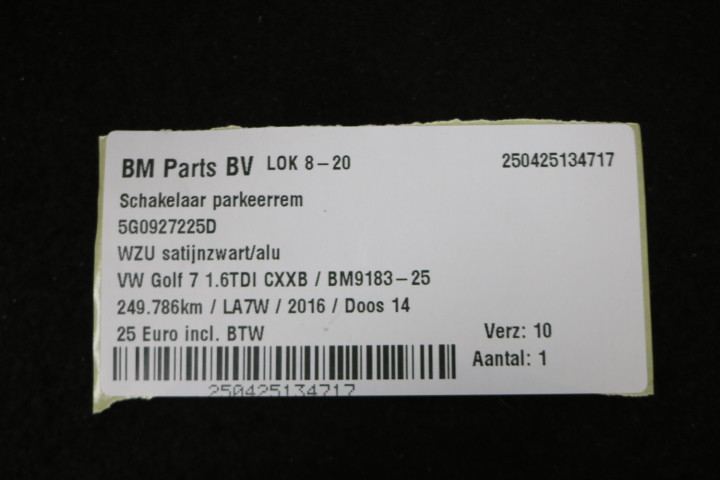 BM Parts BV LOK 8-20 250425134717
Schakelaar parkeerrem
5G0927225D
WZU satijnzwart/alu
VW Golf 7 1.6TDI CXXB / BM9183-25
249.786km / LA7W / 2016 / Doos 14
25 Euro incl. BTW Verz: 10
Aantal: 1
250425134717